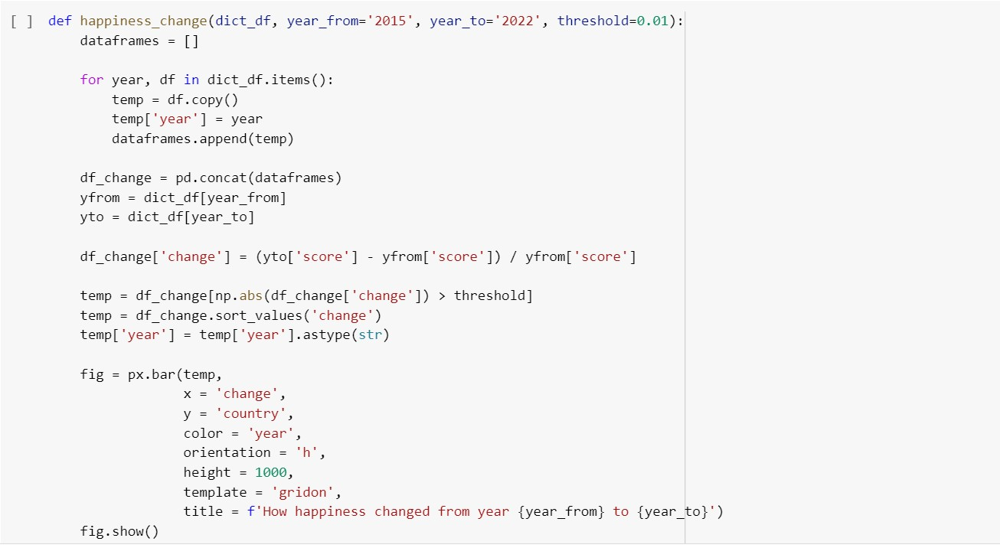 [ ] def happiness_change(dict_df, year_from='2015', year_to='2022', threshold=0.01):
    dataframes = []

    for year, df in dict_df.items():
        temp = df.copy()
        temp['year'] = year
        dataframes.append(temp)

    df_change = pd.concat(dataframes)
    yfrom = dict_df[year_from]
    yto = dict_df[year_to]

    df_change['change'] = (yto['score'] - yfrom['score']) / yfrom['score']

    temp = df_change[np.abs(df_change['change']) > threshold]
    temp = df_change.sort_values('change')
    temp['year'] = temp['year'].astype(str)

    fig = px.bar(temp,
                 x = 'change',
                 y = 'country',
                 color = 'year',
                 orientation = 'h',
                 height = 1000,
                 template = 'gridon',
                 title = f'How happiness changed from year {year_from} to {year_to}')
    fig.show()